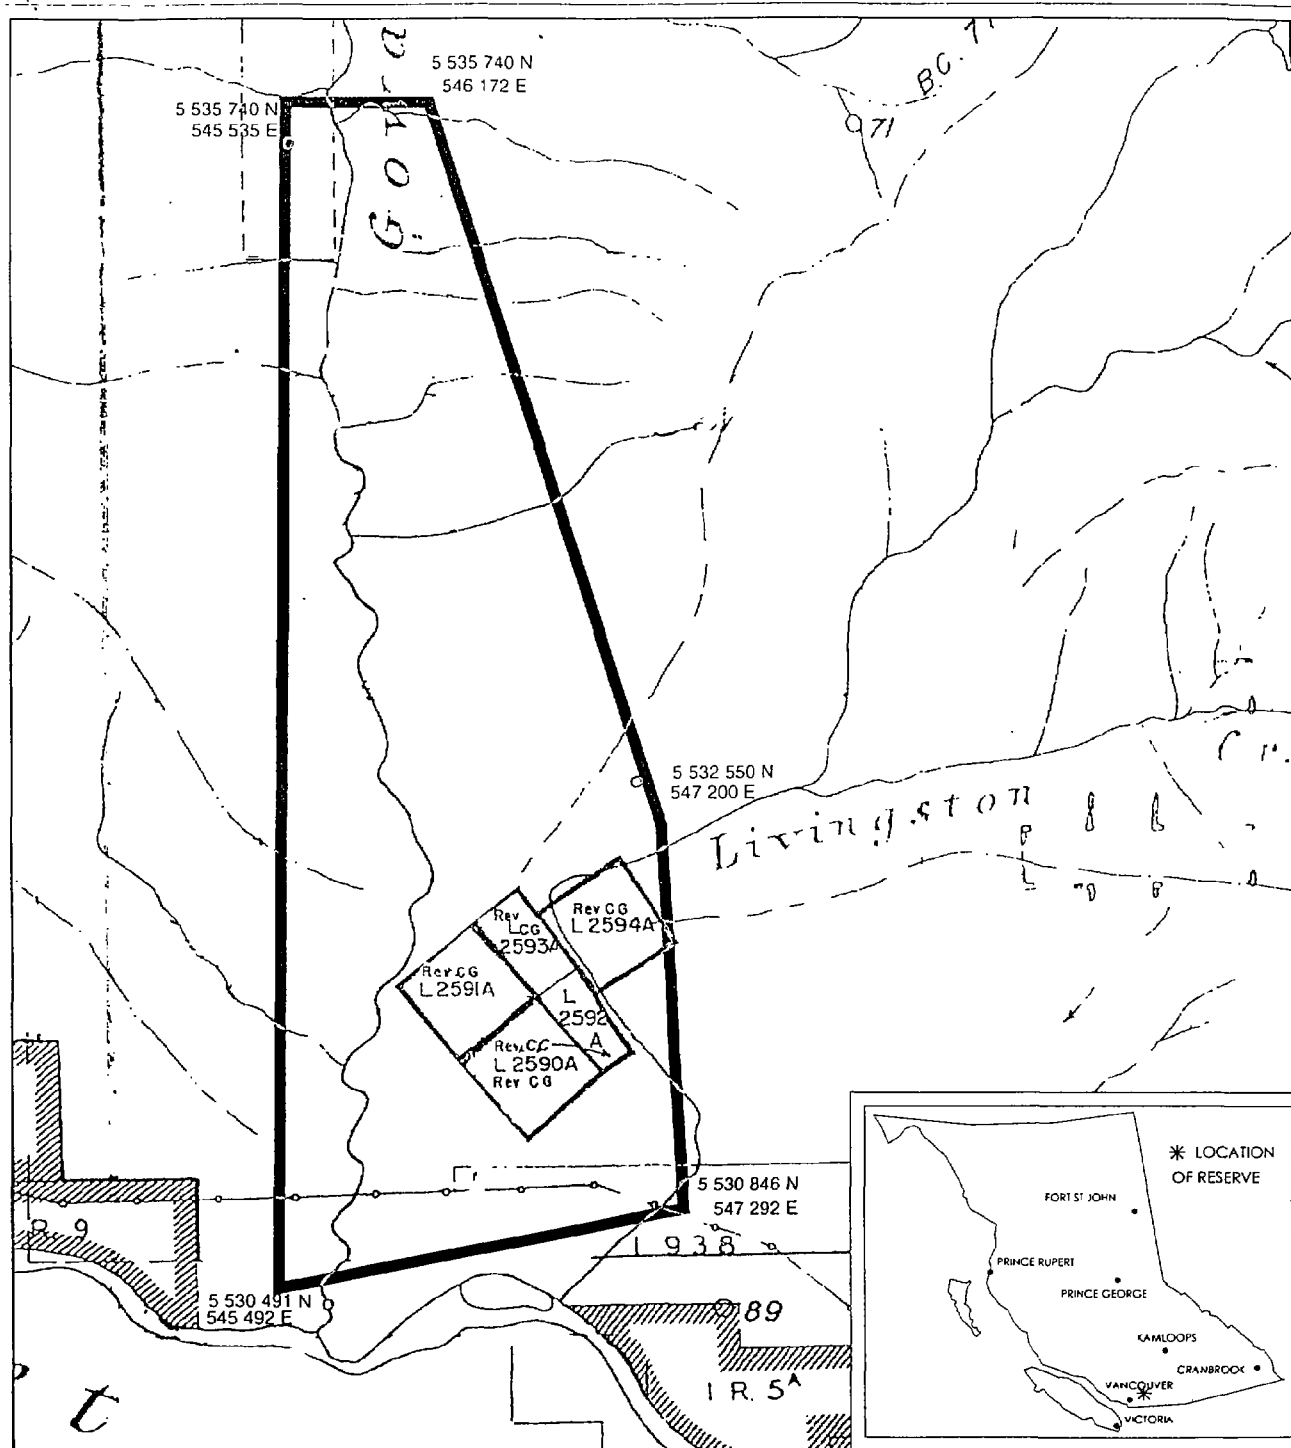 5 535 740 N
546 172 E
5 535 740 N
545 535 E
Gov
B.C. 71
71
5 532 550 N
547 200 E
Livingston
Cr.
Rev CG
L 2594A
Rev
L CG
2593A
Rev CG
L 2591A
L
2592
A
Rev. CG
L 2590A
Rev CG
5 530 846 N
547 292 E
L 938
R. 9
5 530 491 N
545 492 E
89
I R. 5A
t
LOCATION
OF RESERVE
FORT ST JOHN
PRINCE RUPERT
PRINCE GEORGE
KAMLOOPS
CRANBROOK
VANCOUVER
VICTORIA